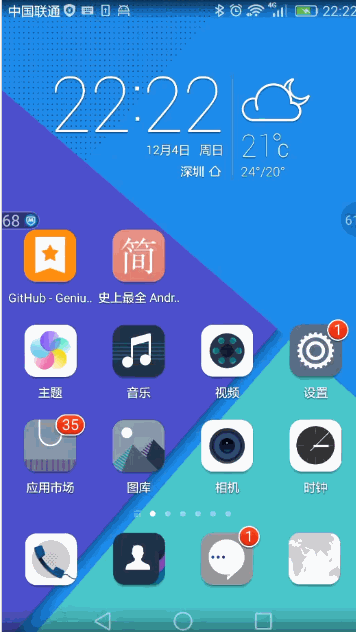 中国联通 4G 22:22
22:22
12月4日 周日
21℃
深圳
24°/20°
68 61
简
GitHub - Geniu.. 史上最全 Andr..
1
主题 音乐 视频 设置
35
应用市场 图库 相机 时钟
1